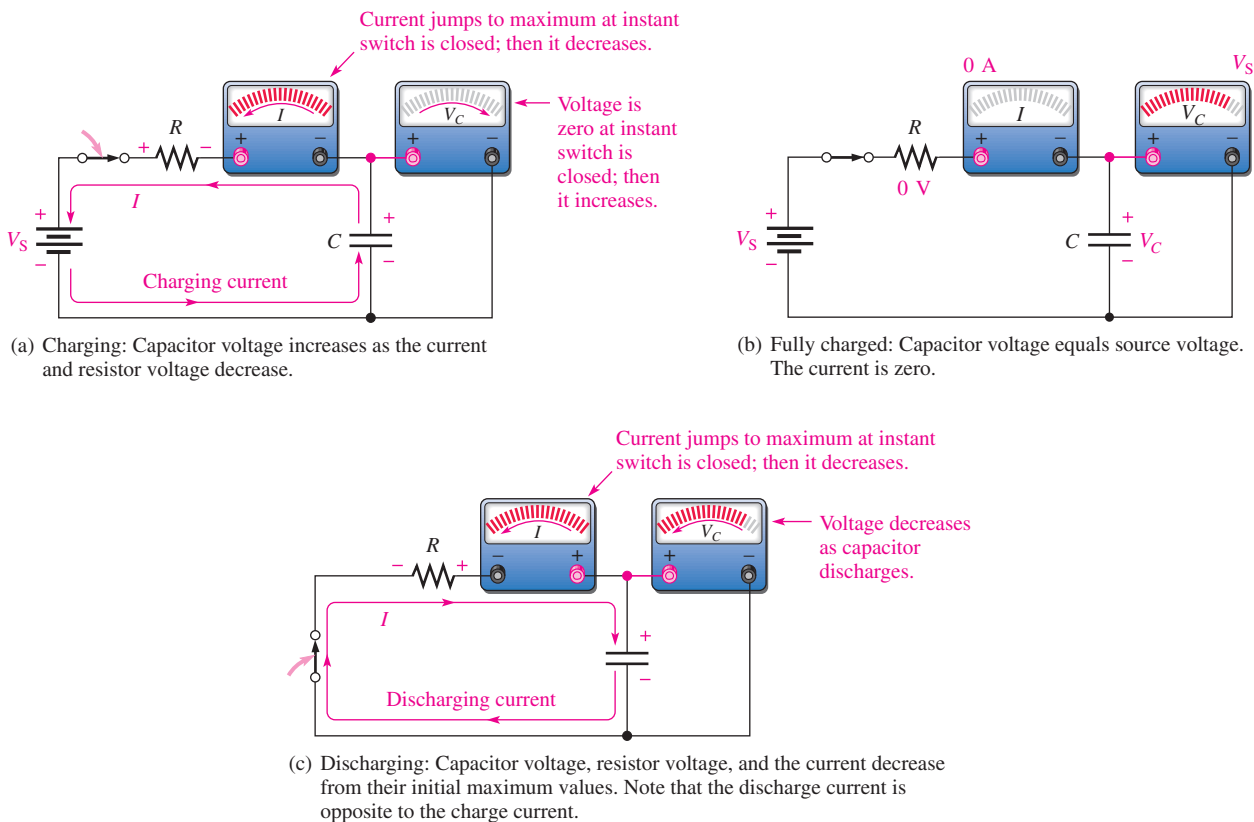 Current jumps to maximum at instant
switch is closed; then it decreases.
I
V_C
+ −
+ −
Voltage is
zero at instant
switch is
closed; then
it increases.
R
+ −
I
+
V_S
−
C
+
−
Charging current
(a) Charging: Capacitor voltage increases as the current
and resistor voltage decrease.
0 A
V_S
I
V_C
+ −
+ −
R
0 V
+
V_S
−
C
+
V_C
−
(b) Fully charged: Capacitor voltage equals source voltage.
The current is zero.
Current jumps to maximum at instant
switch is closed; then it decreases.
I
V_C
− +
+ −
Voltage decreases
as capacitor
discharges.
R
− +
I
+
−
Discharging current
(c) Discharging: Capacitor voltage, resistor voltage, and the current decrease
from their initial maximum values. Note that the discharge current is
opposite to the charge current.